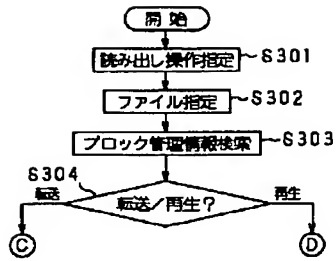 開 始
読み出し操作指定
S301
ファイル指定
S302
ブロック管理情報検索
S303
S304
転送
転送/再生?
再生
C
D